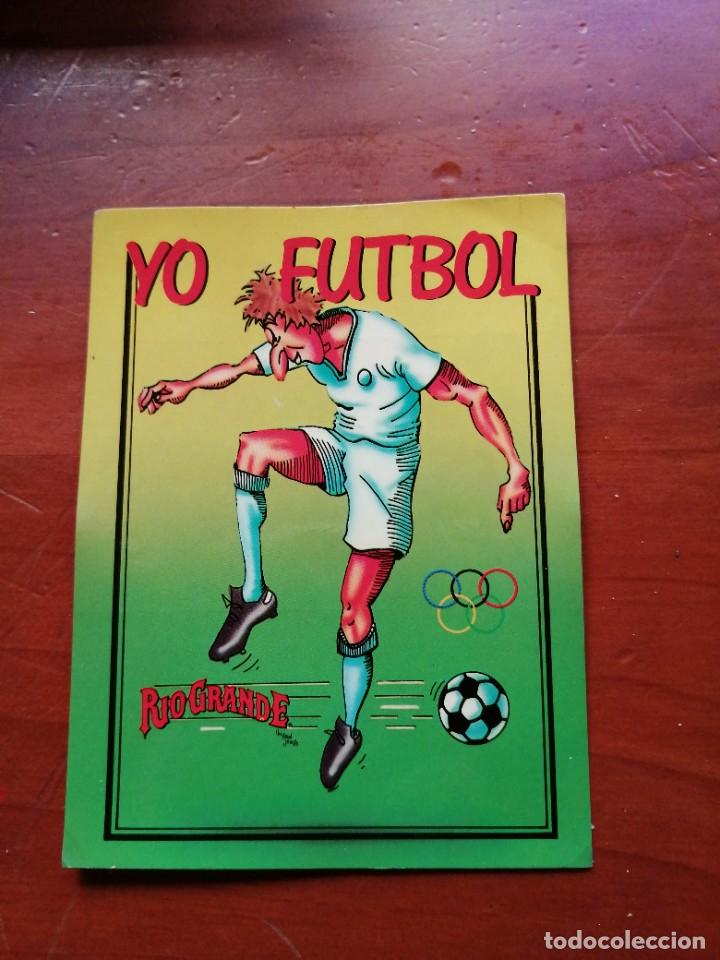 YO FUTBOL
RIO GRANDE
todocoleccion